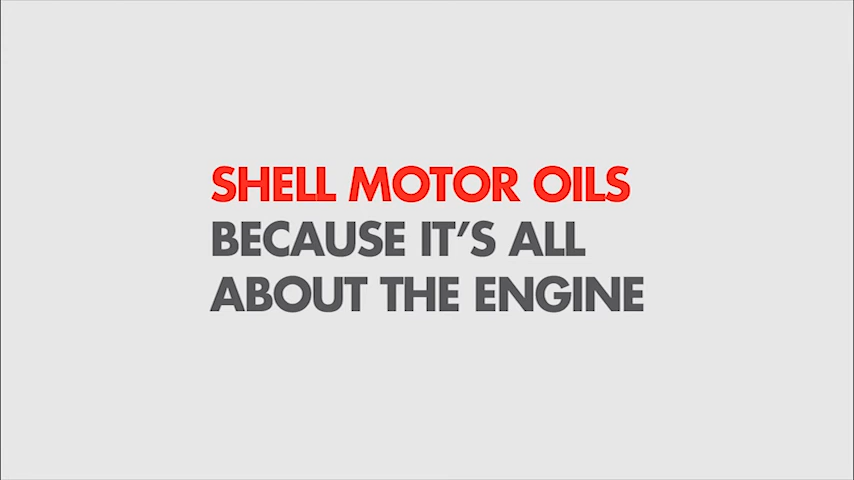 SHELL MOTOR OILS
BECAUSE IT'S ALL
ABOUT THE ENGINE